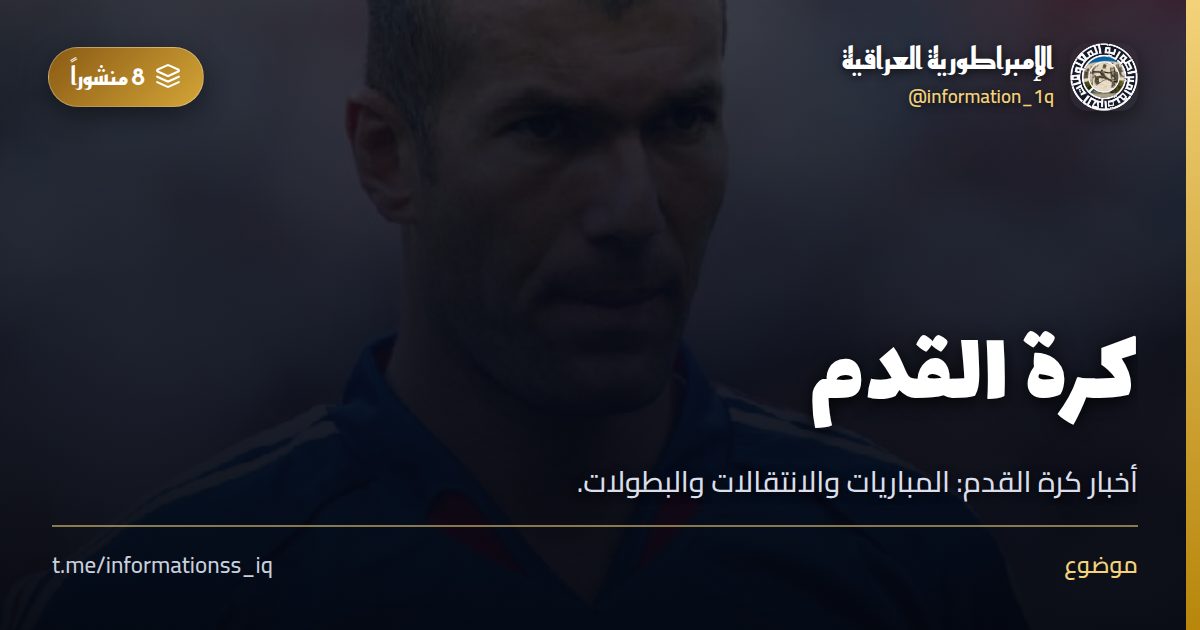 الإمبراطورية العراقية
@information_1q
8 منشوراً
كرة القدم
أخبار كرة القدم: المباريات والانتقالات والبطولات.
موضوع
t.me/informationss_iq